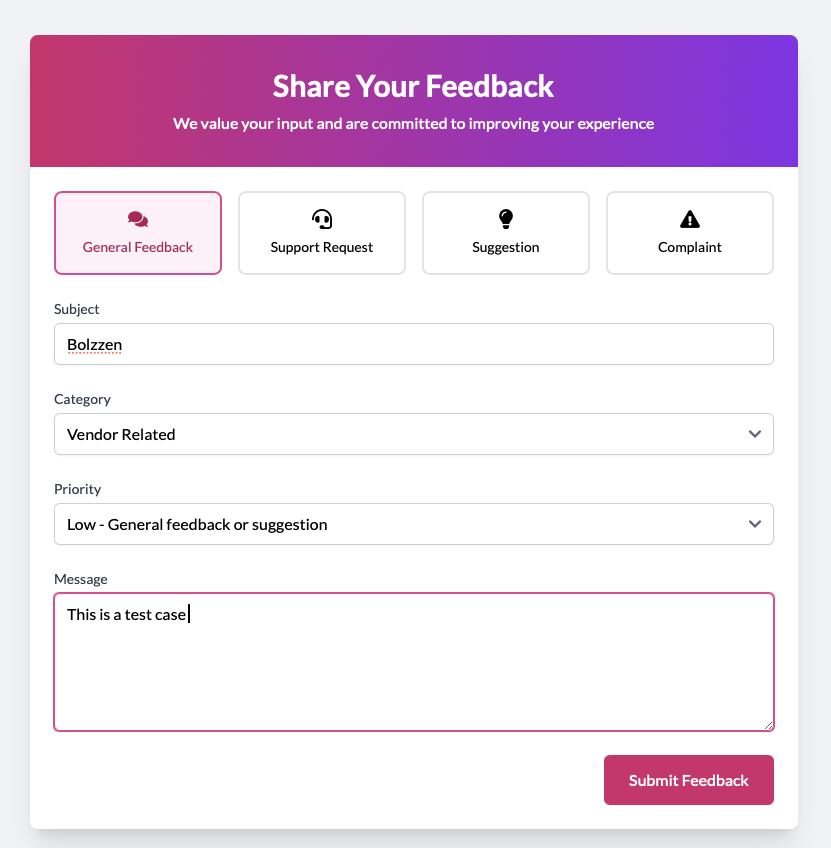 Share Your Feedback
We value your input and are committed to improving your experience
General Feedback
Support Request
Suggestion
Complaint
Subject
Bolzzen
Category
Vendor Related
Priority
Low - General feedback or suggestion
Message
This is a test case
Submit Feedback